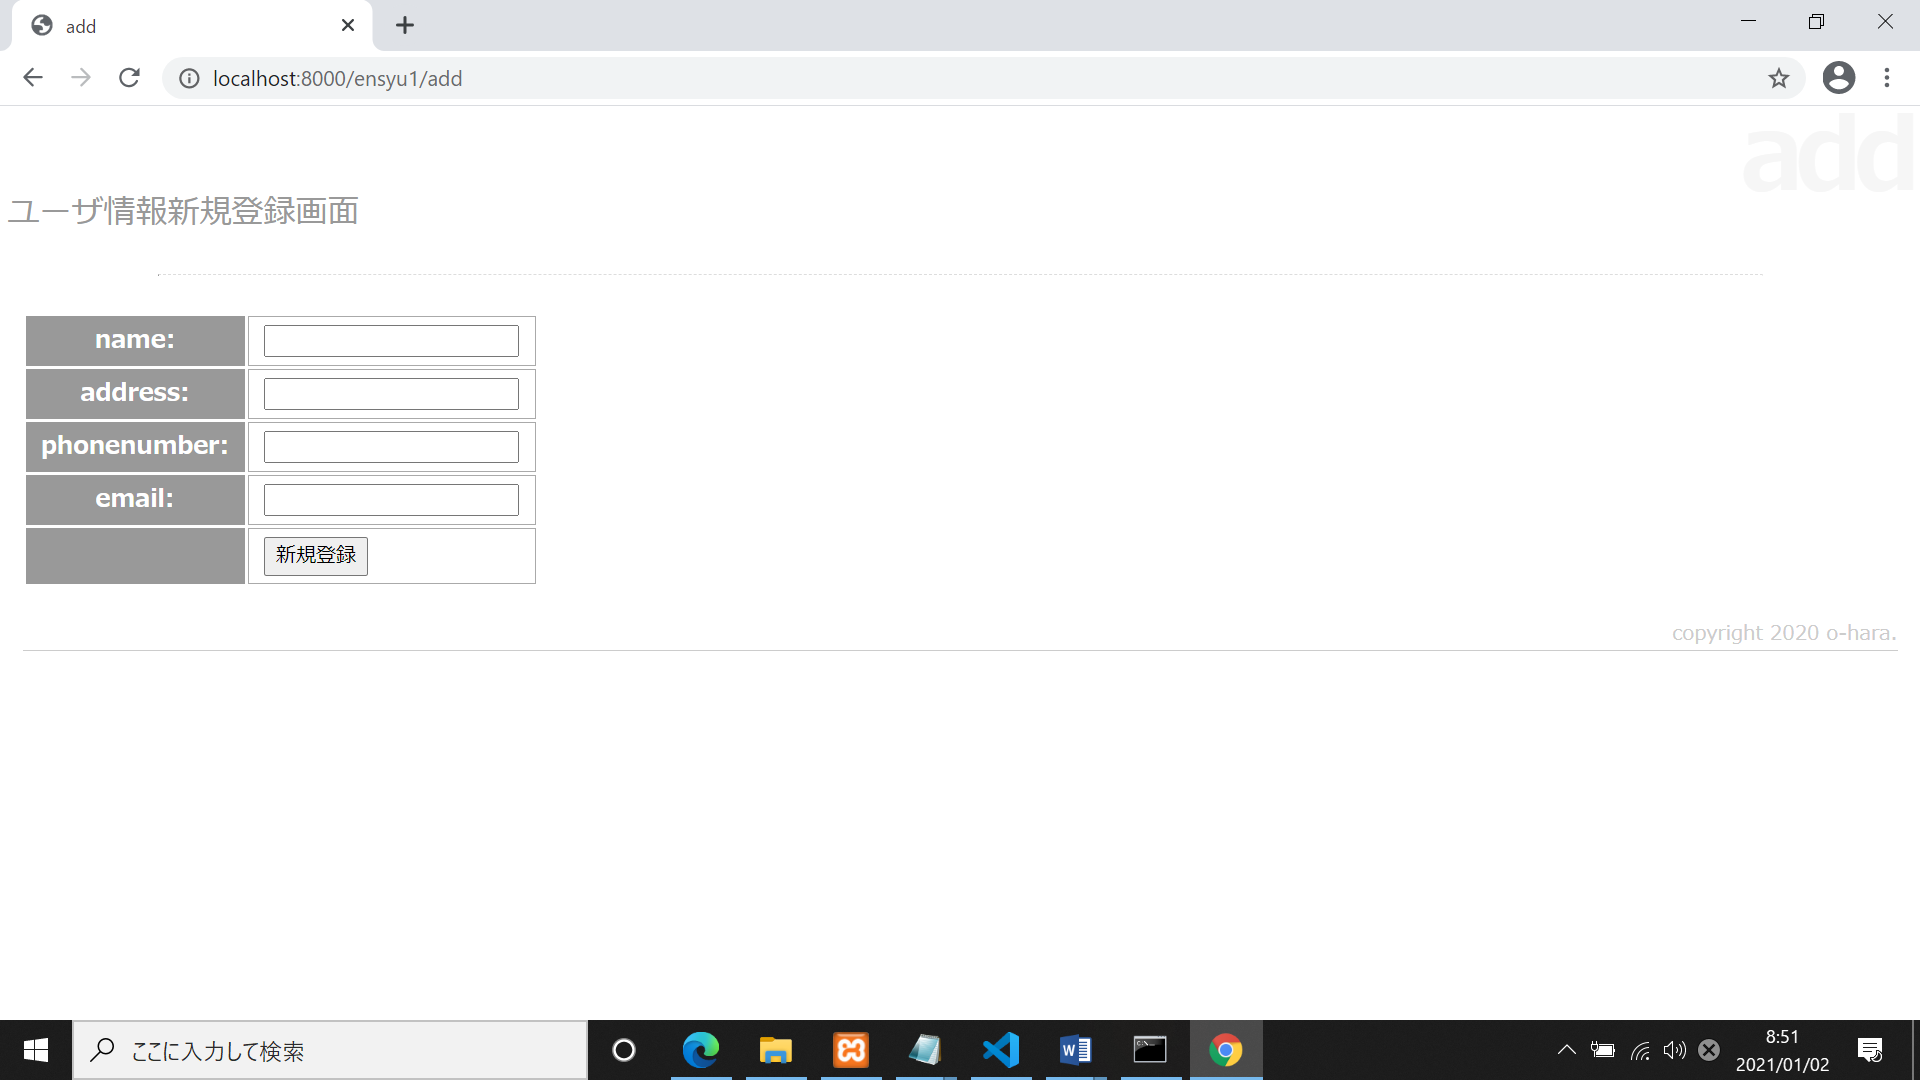 add
localhost:8000/ensyu1/add
add
ユーザ情報新規登録画面
name:
address:
phonenumber:
email:
新規登録
copyright 2020 o-hara.
ここに入力して検索
8:51
2021/01/02